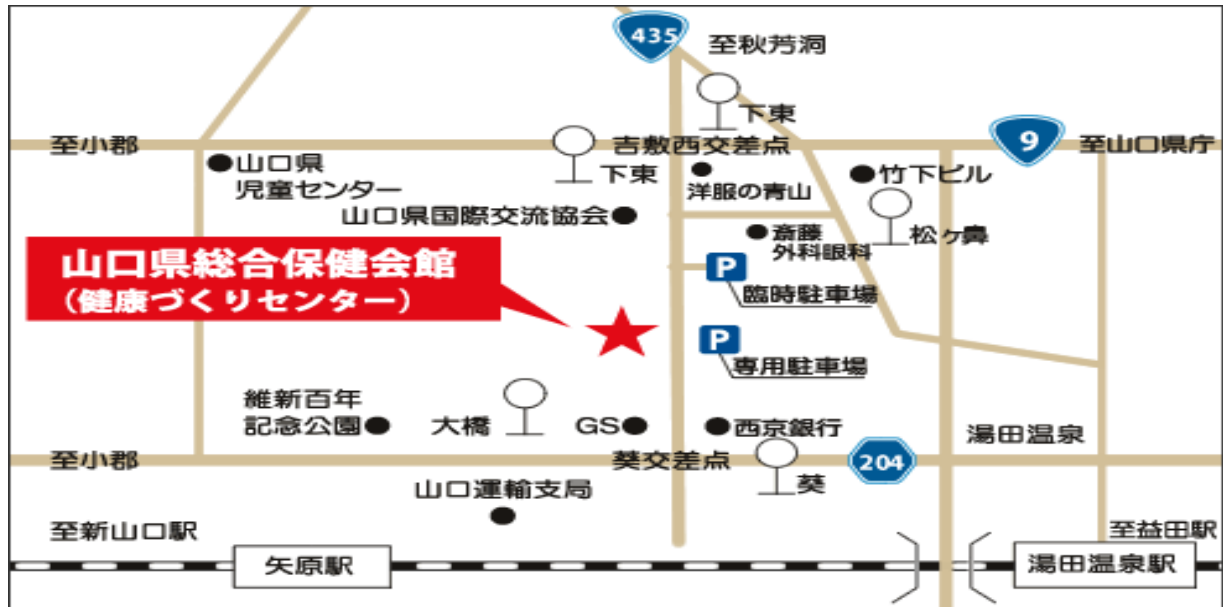 435
至秋芳洞
下東
至小郡
吉敷西交差点
9
至山口県庁
山口県
児童センター
下東
洋服の青山
竹下ビル
山口県国際交流協会
斎藤
外科眼科
松ヶ鼻
山口県総合保健会館
(健康づくりセンター)
P
臨時駐車場
P
専用駐車場
維新百年
記念公園
大橋
GS
西京銀行
湯田温泉
至小郡
葵交差点
204
葵
山口運輸支局
至新山口駅
至益田駅
矢原駅
湯田温泉駅